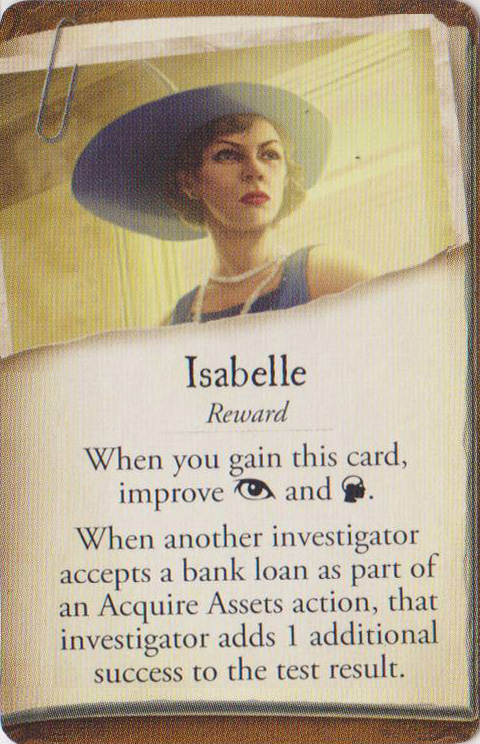 Isabelle
Reward
When you gain this card,
improve and .
When another investigator
accepts a bank loan as part of
an Acquire Assets action, that
investigator adds 1 additional
success to the test result.